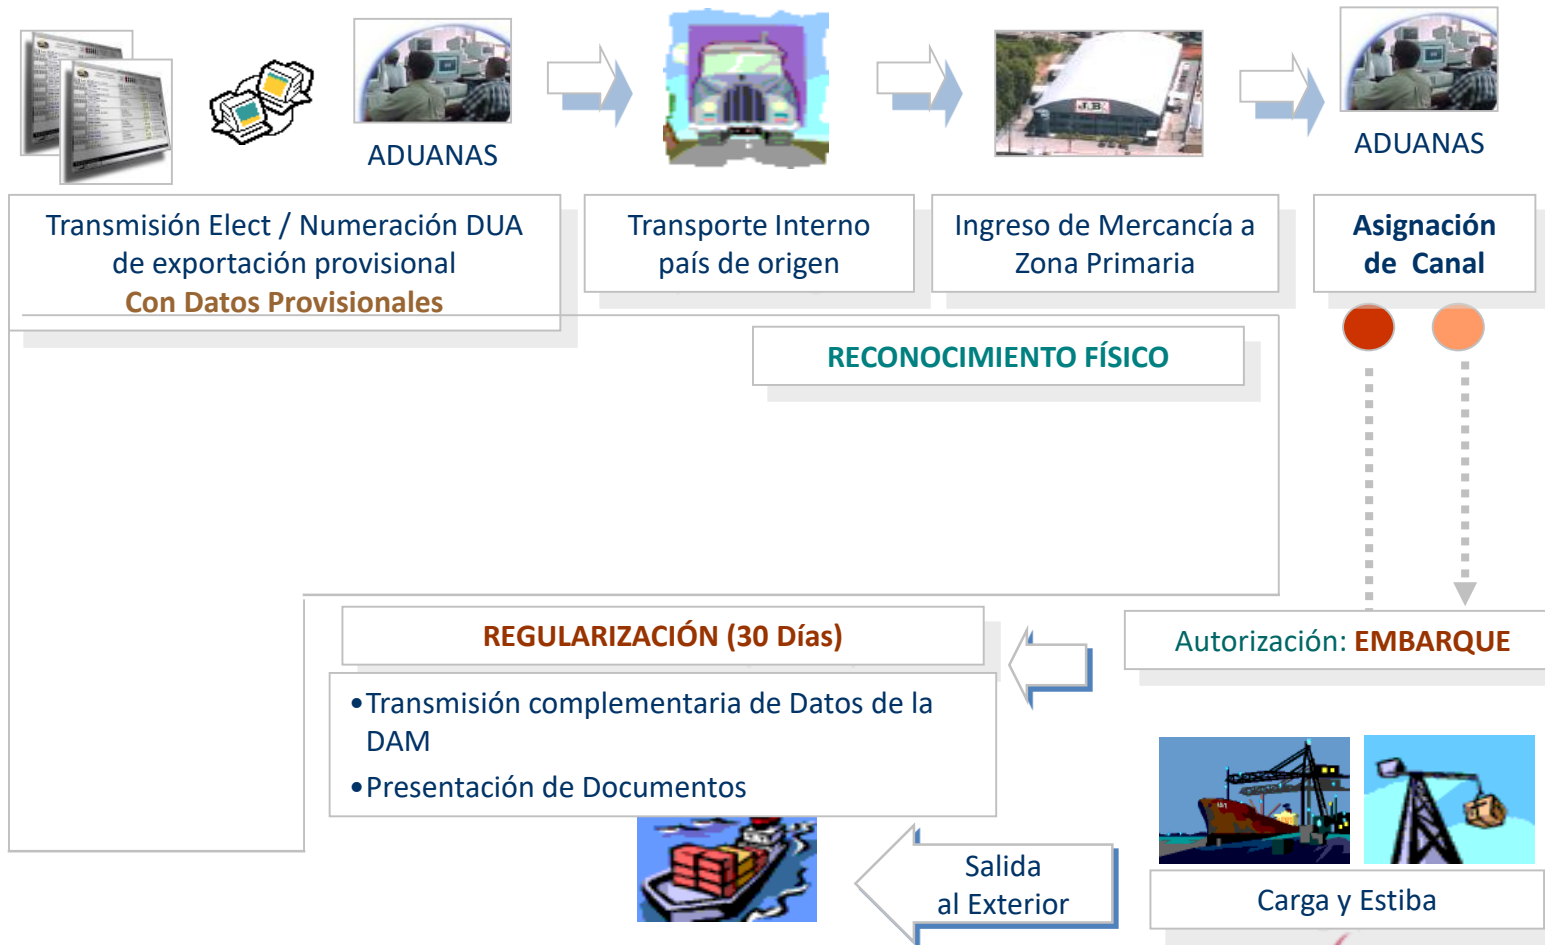 ADUANAS
ADUANAS
Transmisión Elect / Numeración DUA
de exportación provisional
Con Datos Provisionales
Transporte Interno
país de origen
Ingreso de Mercancía a
Zona Primaria
Asignación
de Canal
RECONOCIMIENTO FÍSICO
REGULARIZACIÓN (30 Días)
•Transmisión complementaria de Datos de la
DAM
•Presentación de Documentos
Autorización: EMBARQUE
Salida
al Exterior
Carga y Estiba